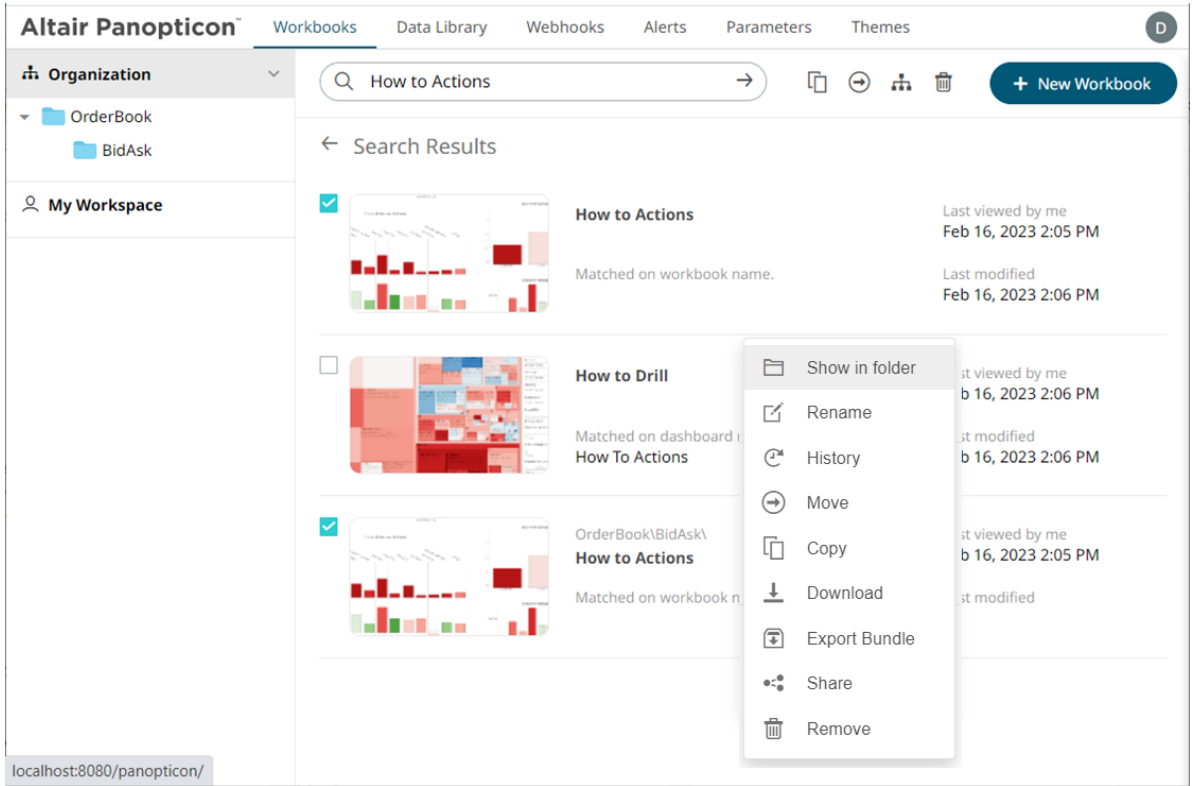 Altair Panopticon™
Workbooks
Data Library
Webhooks
Alerts
Parameters
Themes
D
Organization
OrderBook
BidAsk
My Workspace
How to Actions
+ New Workbook
Search Results
How to Actions
Matched on workbook name.
Last viewed by me
Feb 16, 2023 2:05 PM
Last modified
Feb 16, 2023 2:06 PM
How to Drill
Matched on dashboard
How To Actions
st viewed by me
b 16, 2023 2:06 PM
st modified
b 16, 2023 2:06 PM
OrderBook\BidAsk\
How to Actions
Matched on workbook n
st viewed by me
b 16, 2023 2:05 PM
st modified
Show in folder
Rename
History
Move
Copy
Download
Export Bundle
Share
Remove
localhost:8080/panopticon/